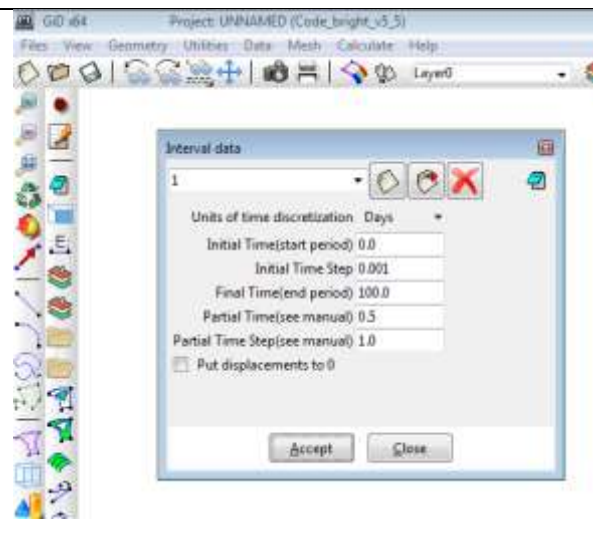 GiD x64 Project: UNNAMED (Code_bright_v5_5)
Files View Geometry Utilities Data Mesh Calculate Help
Layer0
Interval data
1
Units of time discretization Days
Initial Time(start period) 0.0
Initial Time Step 0.001
Final Time(end period) 100.0
Partial Time(see manual) 0.5
Partial Time Step(see manual) 1.0
Put displacements to 0
Accept Close